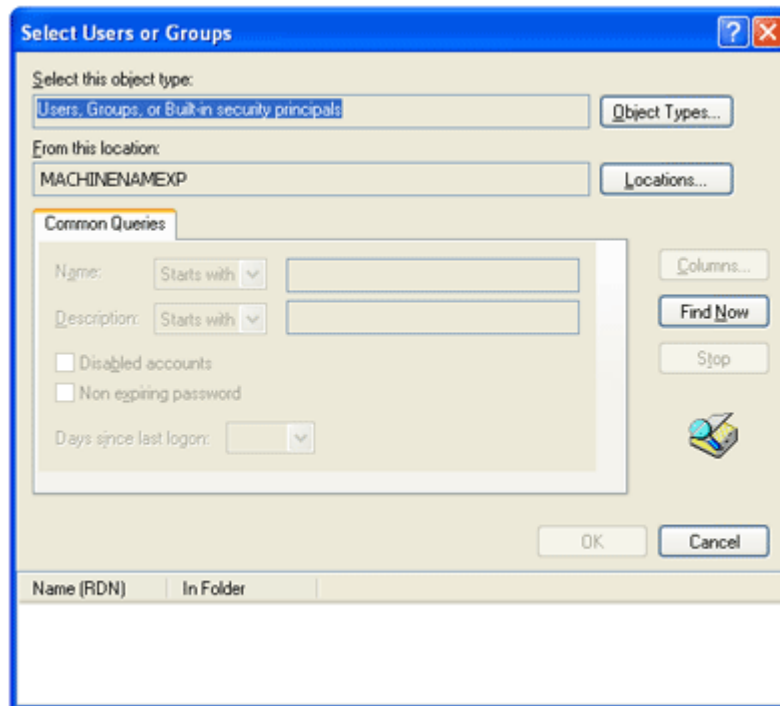 Select Users or Groups
Select this object type:
Users, Groups, or Built-in security principals
Object Types...
From this location:
MACHINENAMEXP
Locations...
Common Queries
Name: Starts with
Columns...
Description: Starts with
Find Now
Disabled accounts
Stop
Non expiring password
Days since last logon:
OK
Cancel
Name (RDN) In Folder